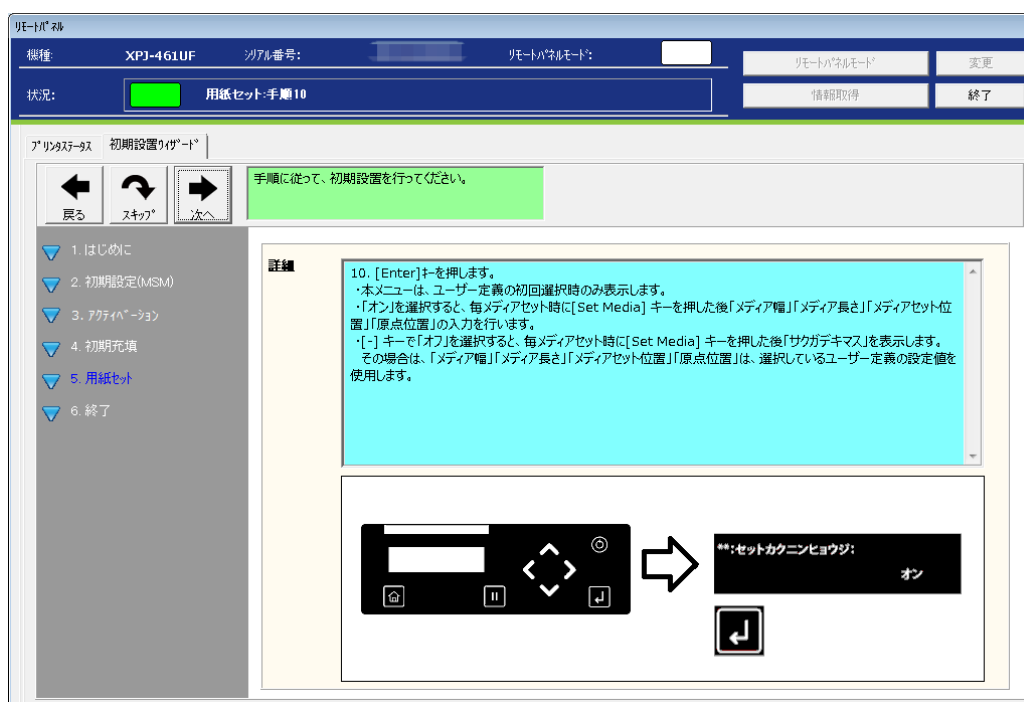 リモートパネル
機種: XPJ-461UF シリアル番号: リモートパネルモード:
リモートパネルモード 変更
状況: 用紙セット:手順10
情報取得 終了
プリンタステータス 初期設置ウィザード
戻る スキップ 次へ
手順に従って、初期設置を行ってください。
1. はじめに
2. 初期設定(MSM)
3. アクティベーション
4. 初期充填
5. 用紙セット
6. 終了
詳細
10. [Enter]キーを押します。
・本メニューは、ユーザー定義の初回選択時のみ表示します。
・「オン」を選択すると、毎メディアセット時に[Set Media] キーを押した後「メディア幅」「メディア長さ」「メディアセット位
置」「原点位置」の入力を行います。
・[-] キーで「オフ」を選択すると、毎メディアセット時に[Set Media] キーを押した後「サクガデキマス」を表示します。
その場合は、「メディア幅」「メディア長さ」「メディアセット位置」「原点位置」は、選択しているユーザー定義の設定値を
使用します。
**:セットカクニンヒョウジ:
オン